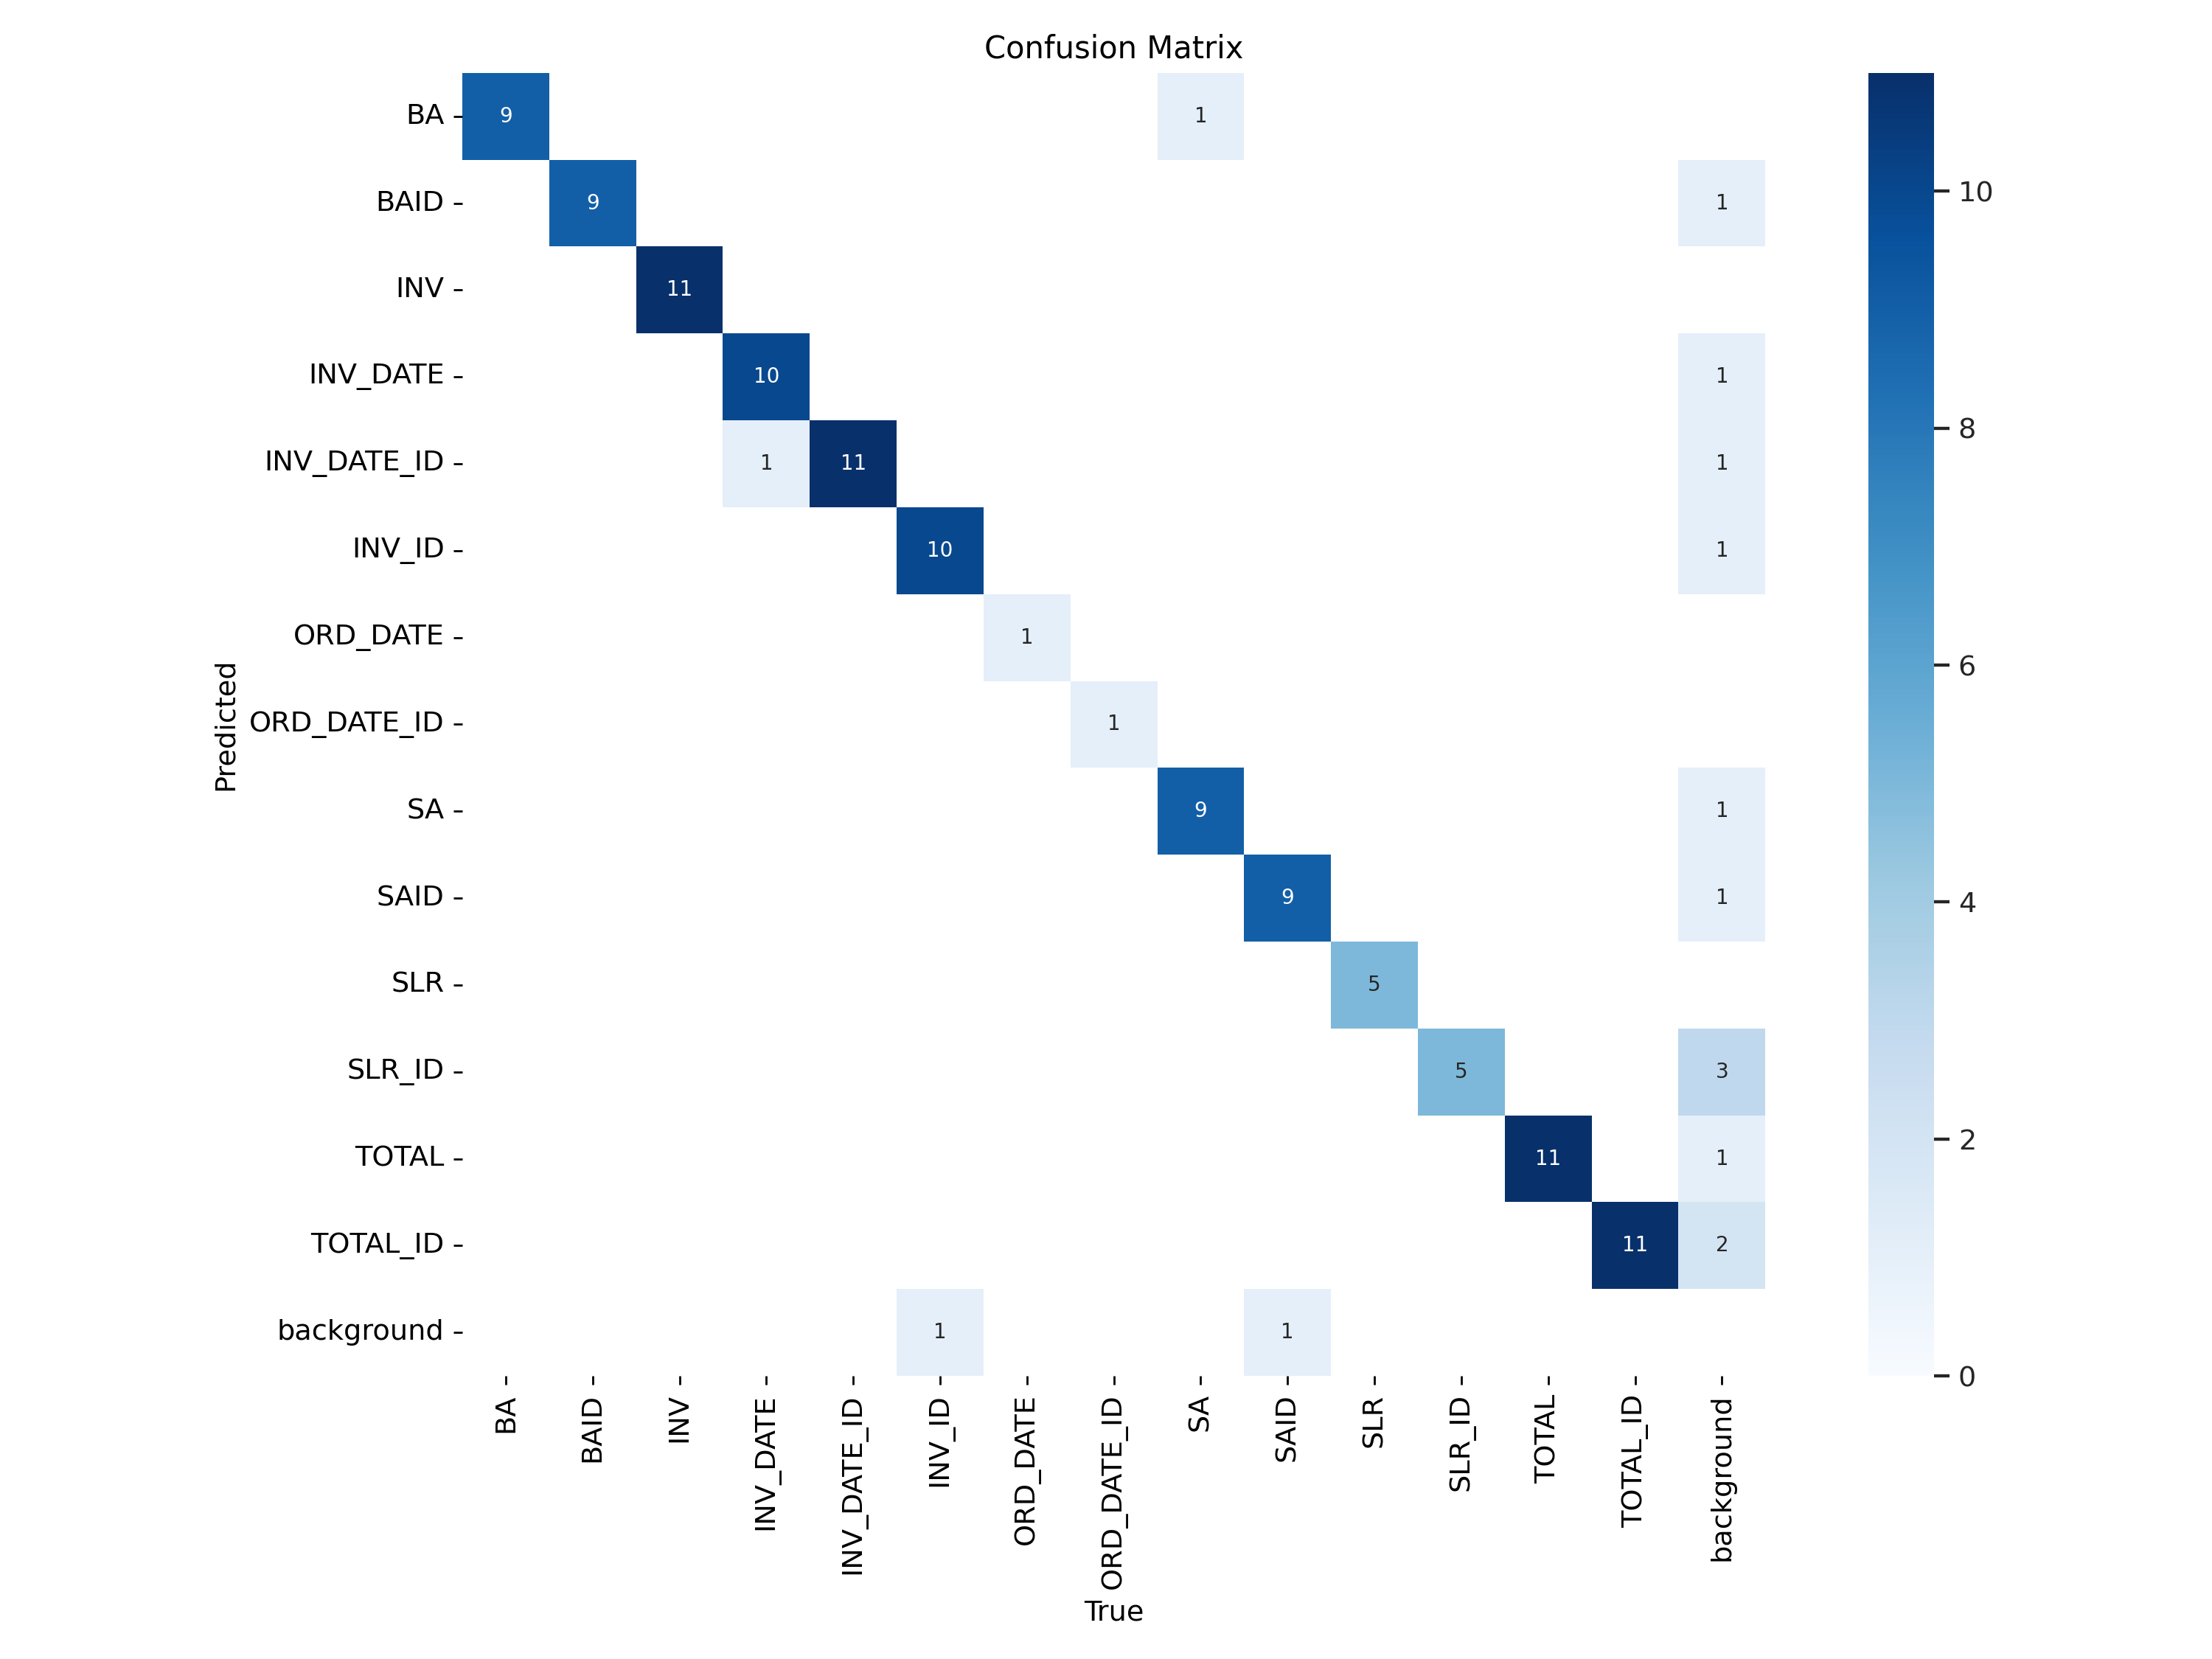 Confusion Matrix
BA 9 1
BAID 9 1
INV 11
INV_DATE 10 1
INV_DATE_ID 1 11 1
INV_ID 10 1
ORD_DATE 1
ORD_DATE_ID 1
SA 9 1
SAID 9 1
SLR 5
SLR_ID 5 3
TOTAL 11 1
TOTAL_ID 11 2
background 1 1
Predicted
BA BAID INV INV_DATE INV_DATE_ID INV_ID ORD_DATE ORD_DATE_ID SA SAID SLR SLR_ID TOTAL TOTAL_ID background
True
10
8
6
4
2
0